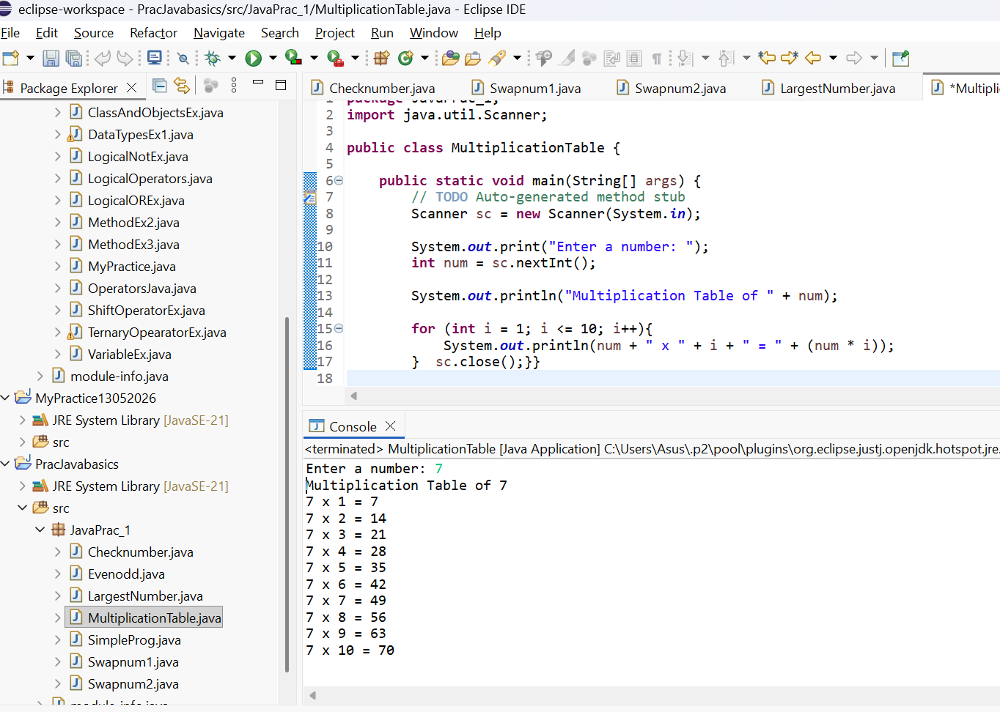 eclipse-workspace - PracJavabasics/src/JavaPrac_1/MultiplicationTable.java - Eclipse IDE
File Edit Source Refactor Navigate Search Project Run Window Help
Package Explorer
ClassAndObjectsEx.java
DataTypesEx1.java
LogicalNotEx.java
LogicalOperators.java
LogicalOREx.java
MethodEx2.java
MethodEx3.java
MyPractice.java
OperatorsJava.java
ShiftOperatorEx.java
TernaryOpearatorEx.java
VariableEx.java
module-info.java
MyPractice13052026
JRE System Library [JavaSE-21]
src
PracJavabasics
JRE System Library [JavaSE-21]
src
JavaPrac_1
Checknumber.java
Evenodd.java
LargestNumber.java
MultiplicationTable.java
SimpleProg.java
Swapnum1.java
Swapnum2.java
module-info.java
Checknumber.java Swapnum1.java Swapnum2.java LargestNumber.java *Multipli
1 package JavaPrac_1;
2 import java.util.Scanner;
3
4 public class MultiplicationTable {
5
6 public static void main(String[] args) {
7 // TODO Auto-generated method stub
8 Scanner sc = new Scanner(System.in);
9
10 System.out.print("Enter a number: ");
11 int num = sc.nextInt();
12
13 System.out.println("Multiplication Table of " + num);
14
15 for (int i = 1; i <= 10; i++){
16 System.out.println(num + " x " + i + " = " + (num * i));
17 } sc.close();}}
18
Console
<terminated> MultiplicationTable [Java Application] C:\Users\Asus\.p2\pool\plugins\org.eclipse.justj.openjdk.hotspot.jre.
Enter a number: 7
Multiplication Table of 7
7 x 1 = 7
7 x 2 = 14
7 x 3 = 21
7 x 4 = 28
7 x 5 = 35
7 x 6 = 42
7 x 7 = 49
7 x 8 = 56
7 x 9 = 63
7 x 10 = 70